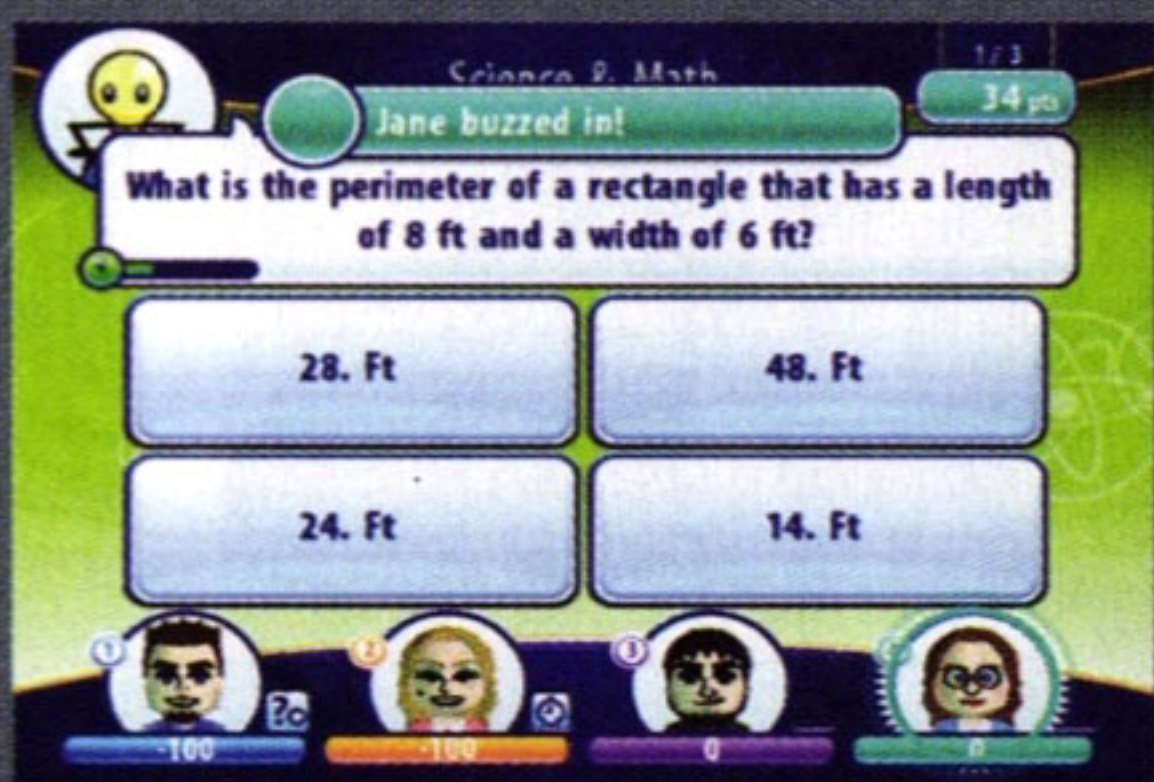 Science & Math
1/3
34 pts
Jane buzzed in!
What is the perimeter of a rectangle that has a length
of 8 ft and a width of 6 ft?
28. Ft
48. Ft
24. Ft
14. Ft
1
2
3
?
-100
-100
0
0